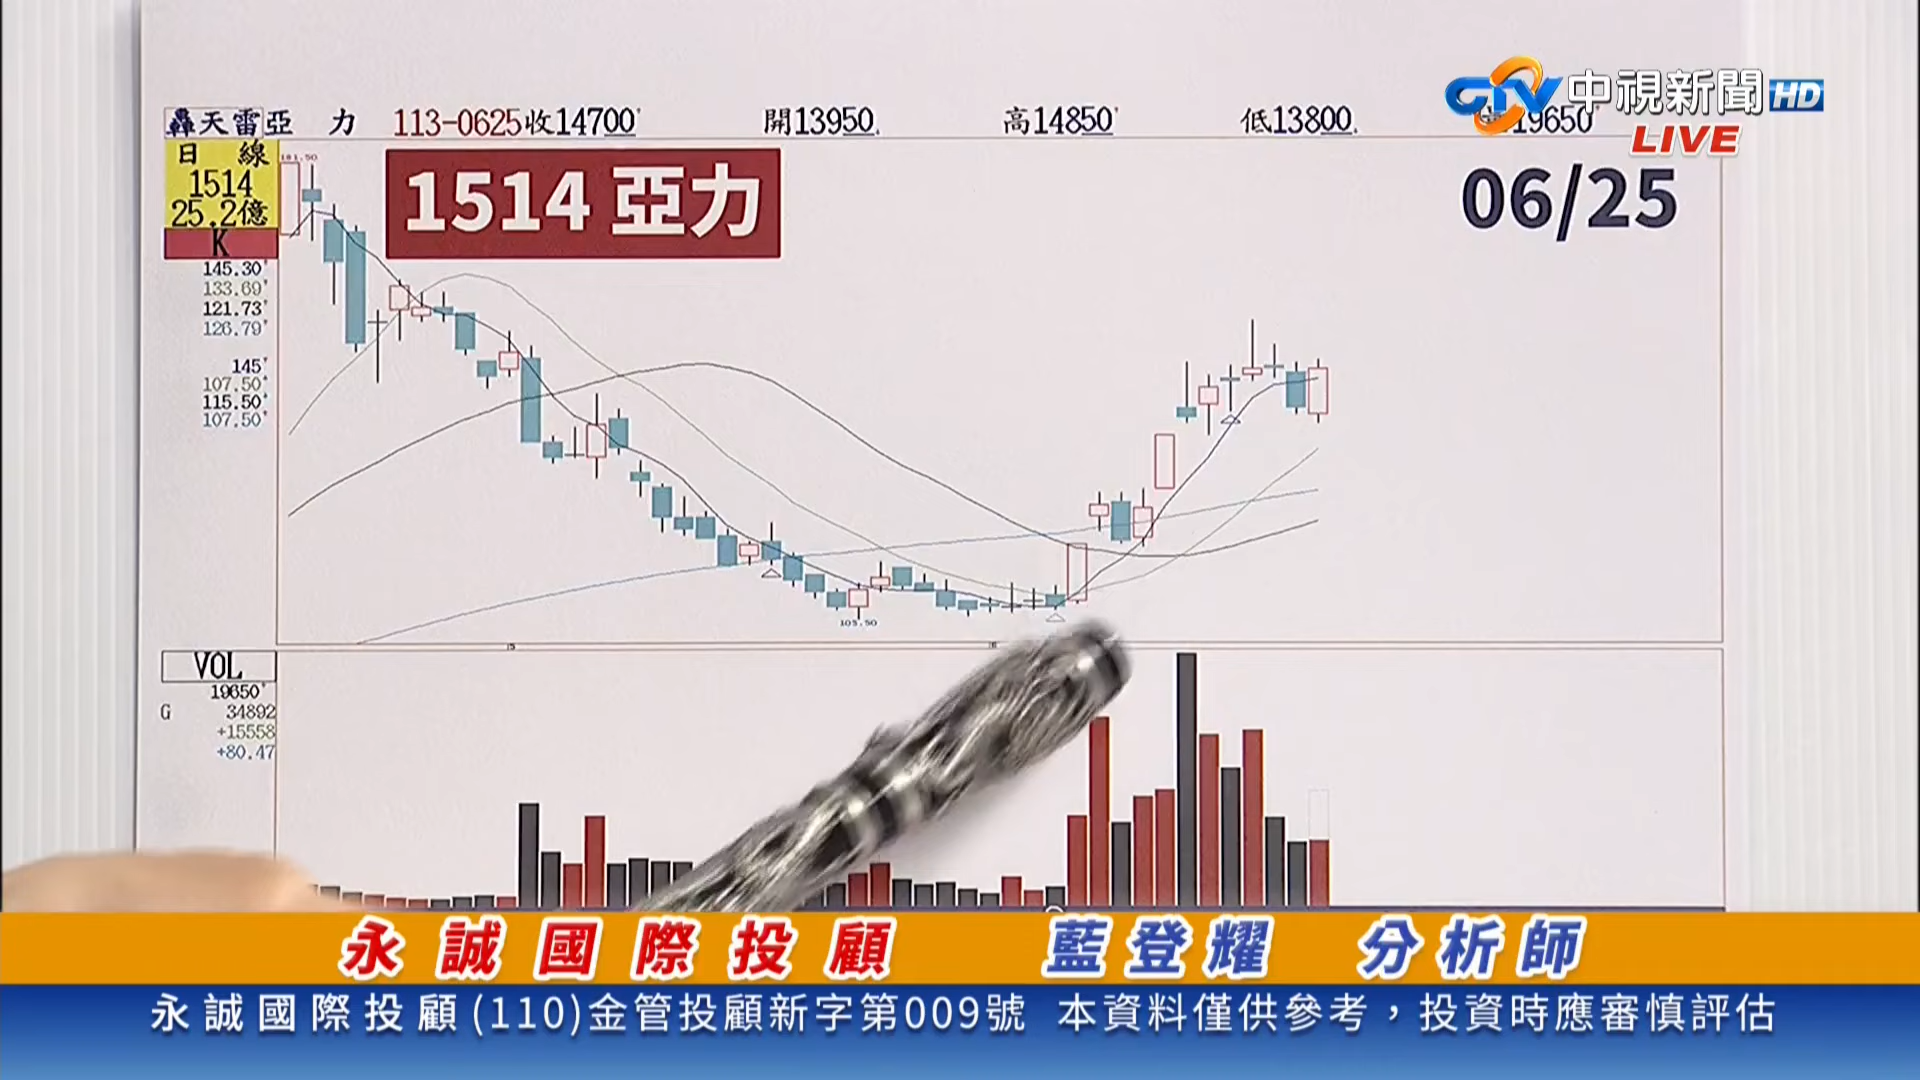 CTV 中視新聞 HD
LIVE
轟天雷亞 力 113-0625收14700 開13950 高14850 低13800 19650
日 線
1514
25.2億
K
181.50
1514 亞力
06/25
145.30
133.69
121.73
126.79
145
107.50
115.50
107.50
103.50
5
6
VOL
19650
G 34892
+15558
+80.47
永誠國際投顧 藍登耀 分析師
永誠國際投顧(110)金管投顧新字第009號 本資料僅供參考，投資時應審慎評估